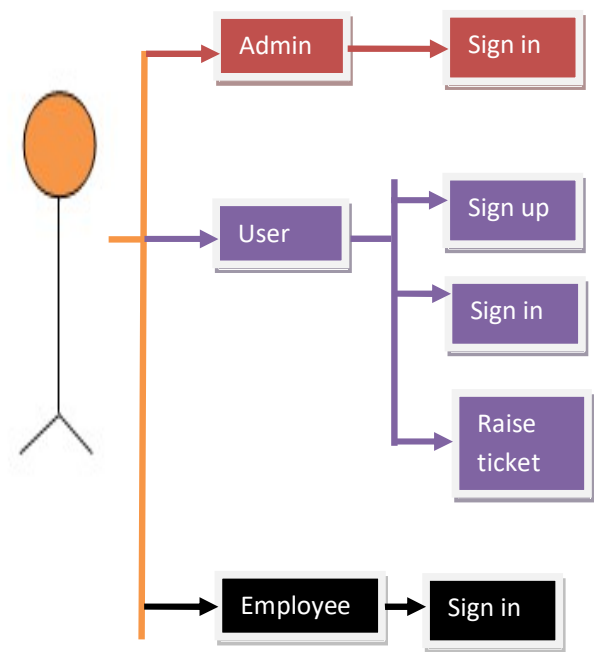 Admin
Sign in
User
Sign up
Sign in
Raise
ticket
Employee
Sign in